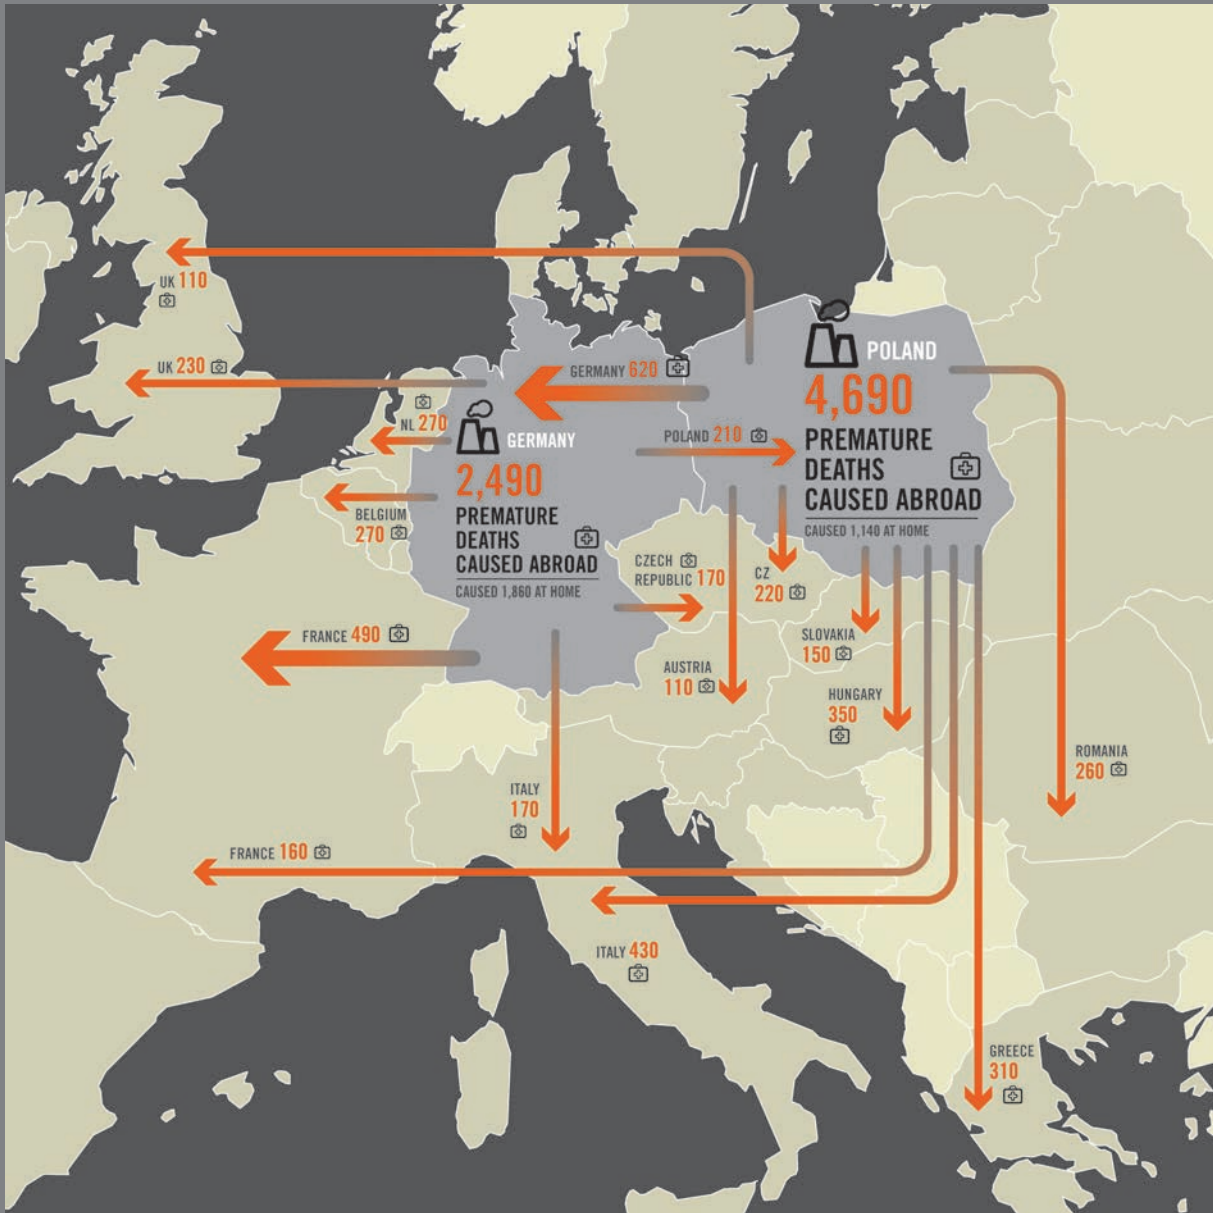 UK 110
UK 230
GERMANY 620
POLAND
4,690
PREMATURE
DEATHS
CAUSED ABROAD
CAUSED 1,140 AT HOME
NL 270
GERMANY
2,490
PREMATURE
DEATHS
CAUSED ABROAD
CAUSED 1,860 AT HOME
POLAND 210
BELGIUM
270
CZECH
REPUBLIC 170
CZ
220
FRANCE 490
AUSTRIA
110
SLOVAKIA
150
HUNGARY
350
ROMANIA
260
ITALY
170
FRANCE 160
ITALY 430
GREECE
310